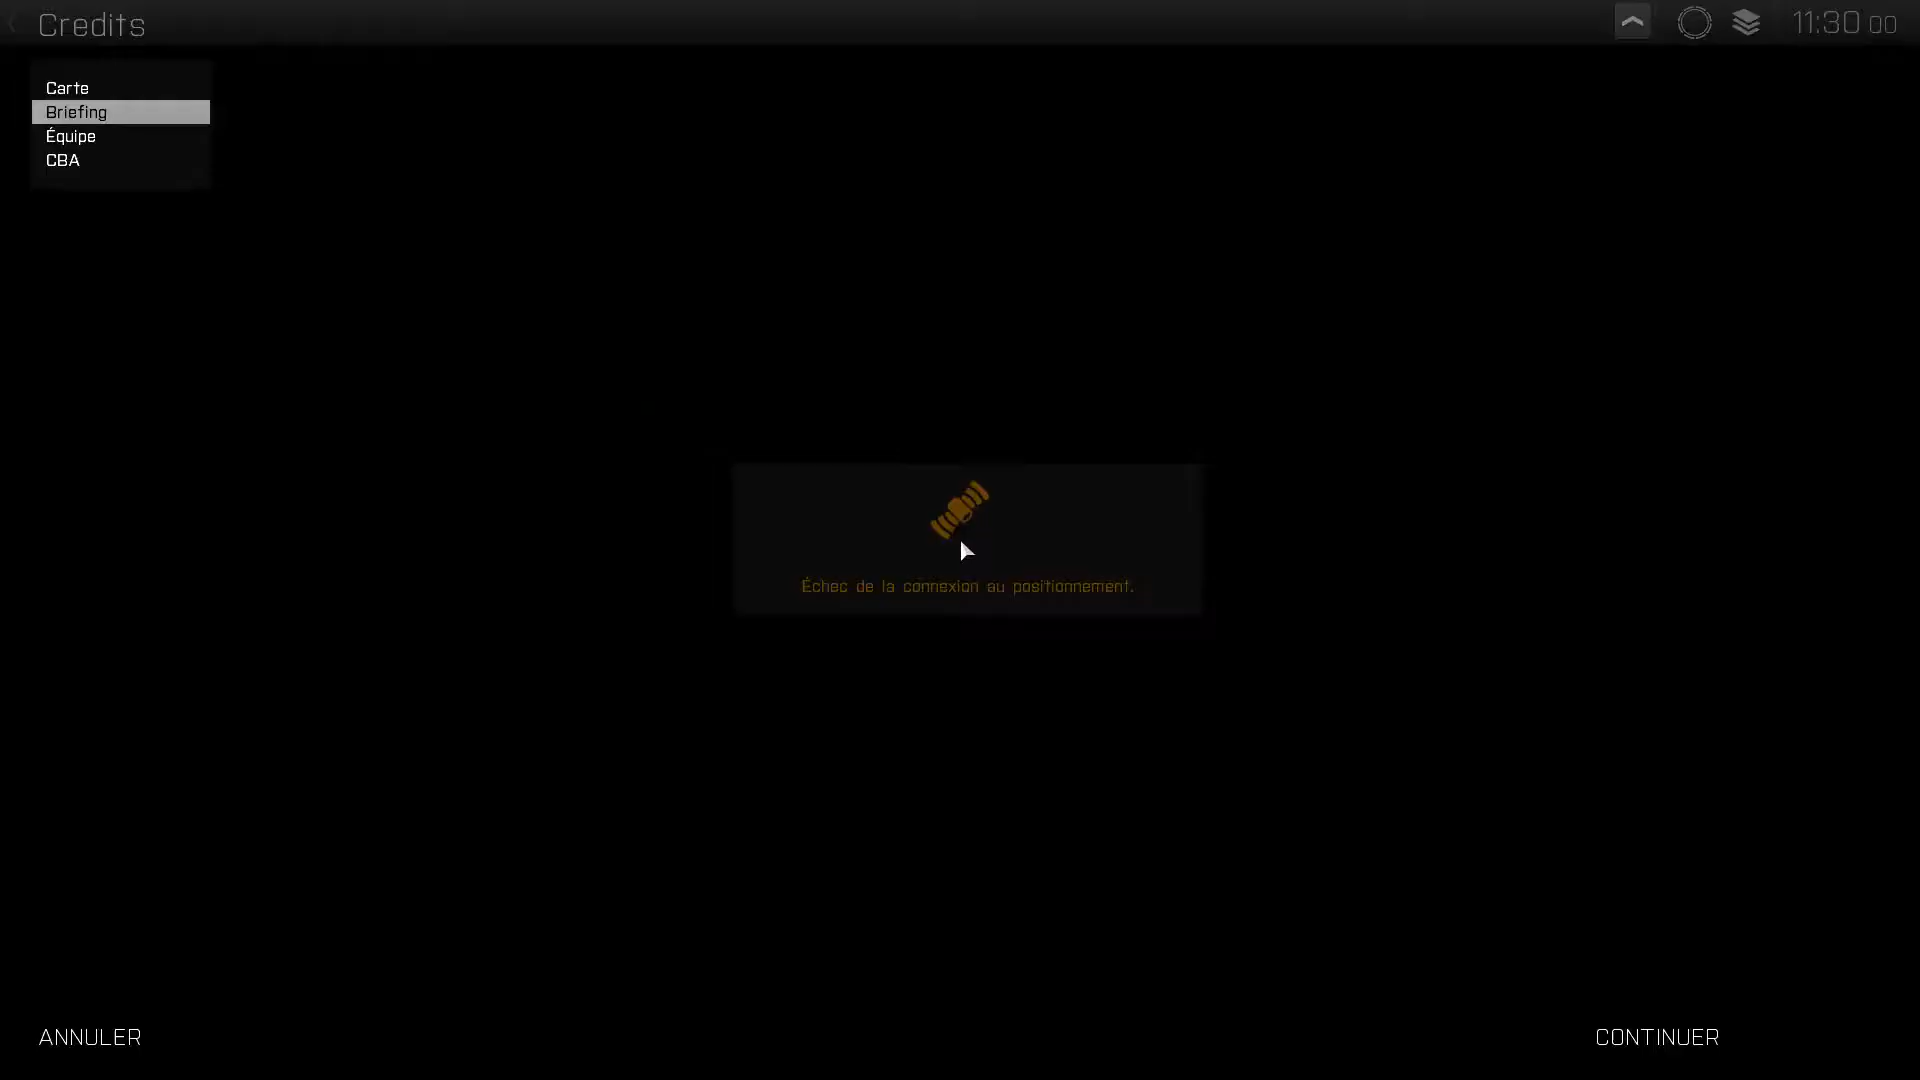 Credits
11:30 00
Carte
Briefing
Équipe
CBA
Échec de la connexion au positionnement.
ANNULER
CONTINUER